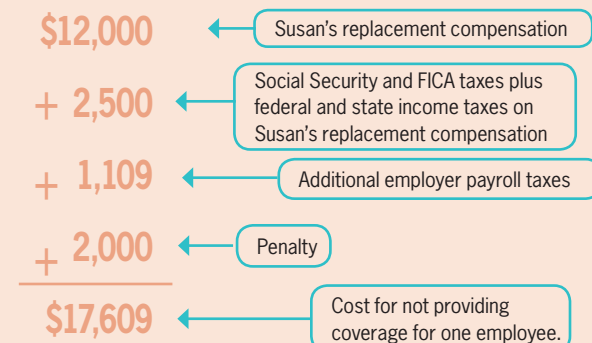 $12,000 Susan's replacement compensation
Social Security and FICA taxes plus
+ 2,500 federal and state income taxes on
Susan's replacement compensation
+ 1,109 Additional employer payroll taxes
+ 2,000 Penalty
$17,609 Cost for not providing
coverage for one employee.